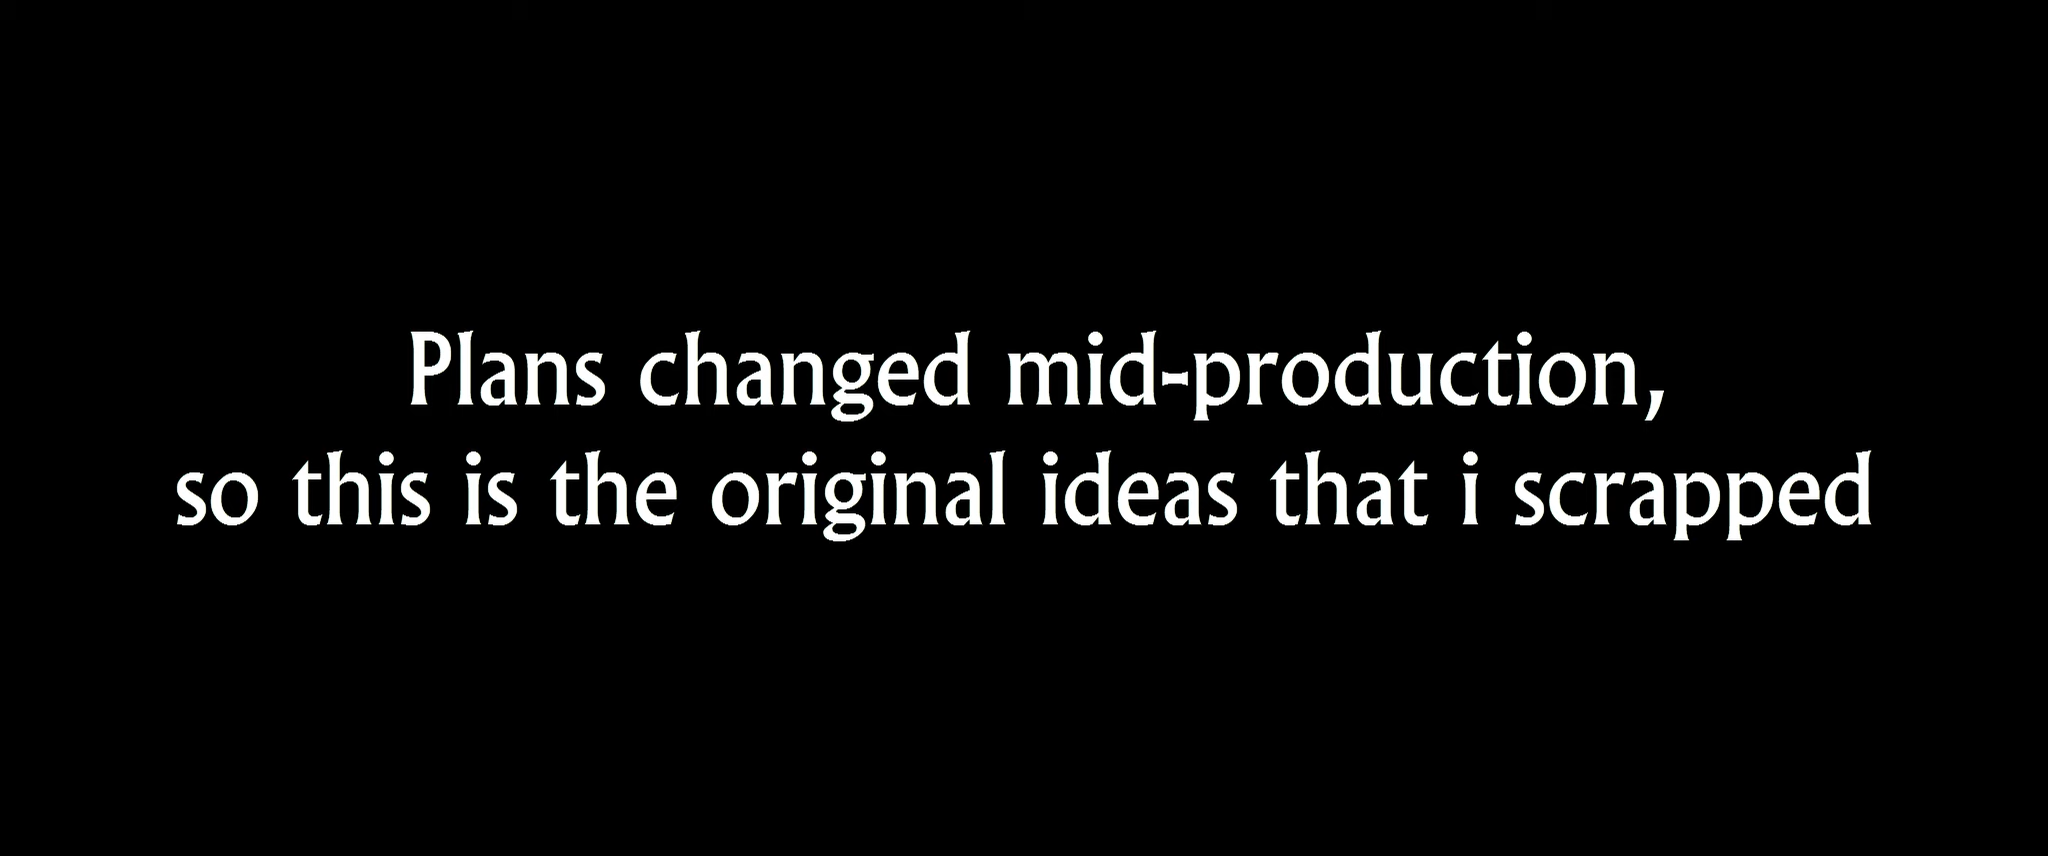 Plans changed mid-production,
so this is the original ideas that i scrapped